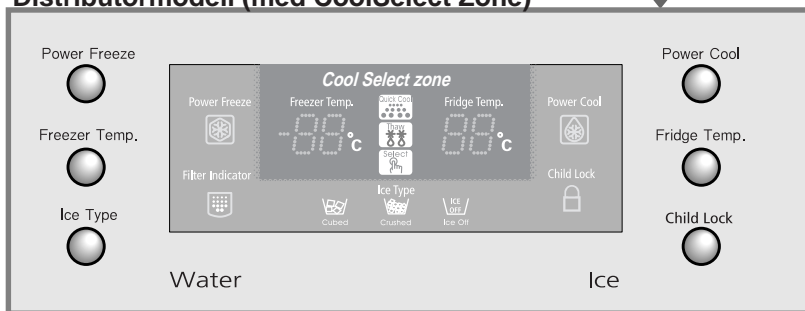 Distributörmodell (med CoolSelect Zone)
Power Freeze
Freezer Temp.
Ice Type
Cool Select zone
Power Freeze
Freezer Temp.
Quick Cool
Fridge Temp.
Power Cool
-88°c
Thaw
88°c
Select
Filter Indicator
Child Lock
Ice Type
ICE
OFF
Cubed
Crushed
Ice Off
Power Cool
Fridge Temp.
Child Lock
Water
Ice